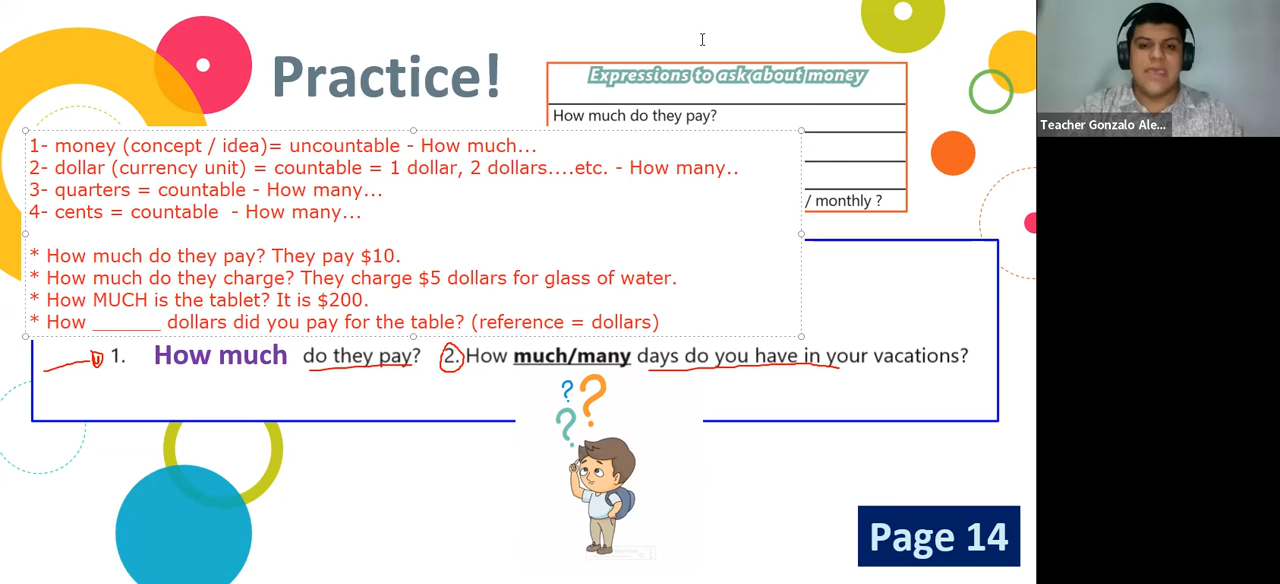 Practice!
Expressions to ask about money
How much do they pay?
/ monthly ?
1- money (concept / idea)= uncountable - How much...
2- dollar (currency unit) = countable = 1 dollar, 2 dollars....etc. - How many..
3- quarters = countable - How many...
4- cents = countable - How many...
* How much do they pay? They pay $10.
* How much do they charge? They charge $5 dollars for glass of water.
* How MUCH is the tablet? It is $200.
* How ______ dollars did you pay for the table? (reference = dollars)
1. How much do they pay? 2. How much/many days do you have in your vacations?
? ? ?
Page 14
Teacher Gonzalo Ale...